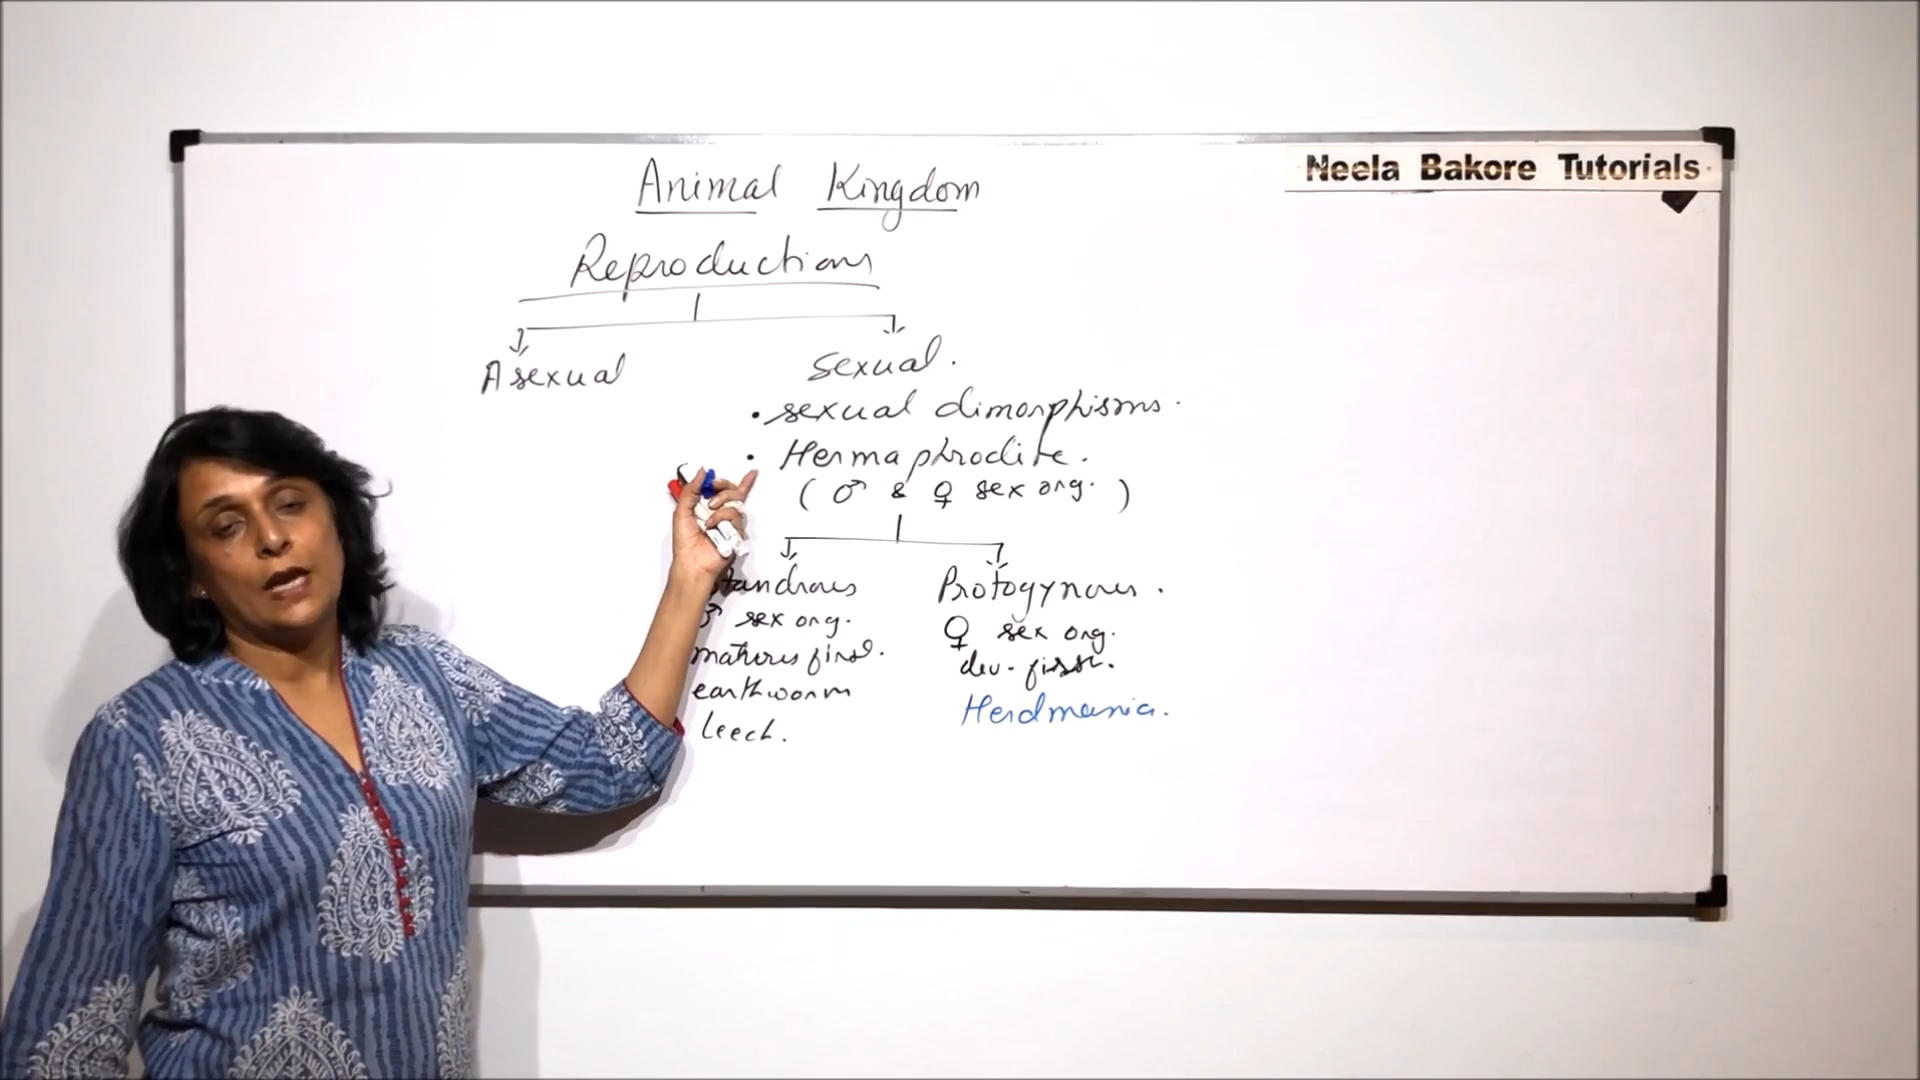 Neela Bakore Tutorials
Animal Kingdom
Reproductions
Asexual
sexual.
• sexual dimorphisms.
• Hermaphrodite.
( ♂ & ♀ sex org. )
tandrous
♂ sex org.
matures first.
earthworm
leech.
Protogynous.
♀ sex org.
dev. first.
Herdmania.